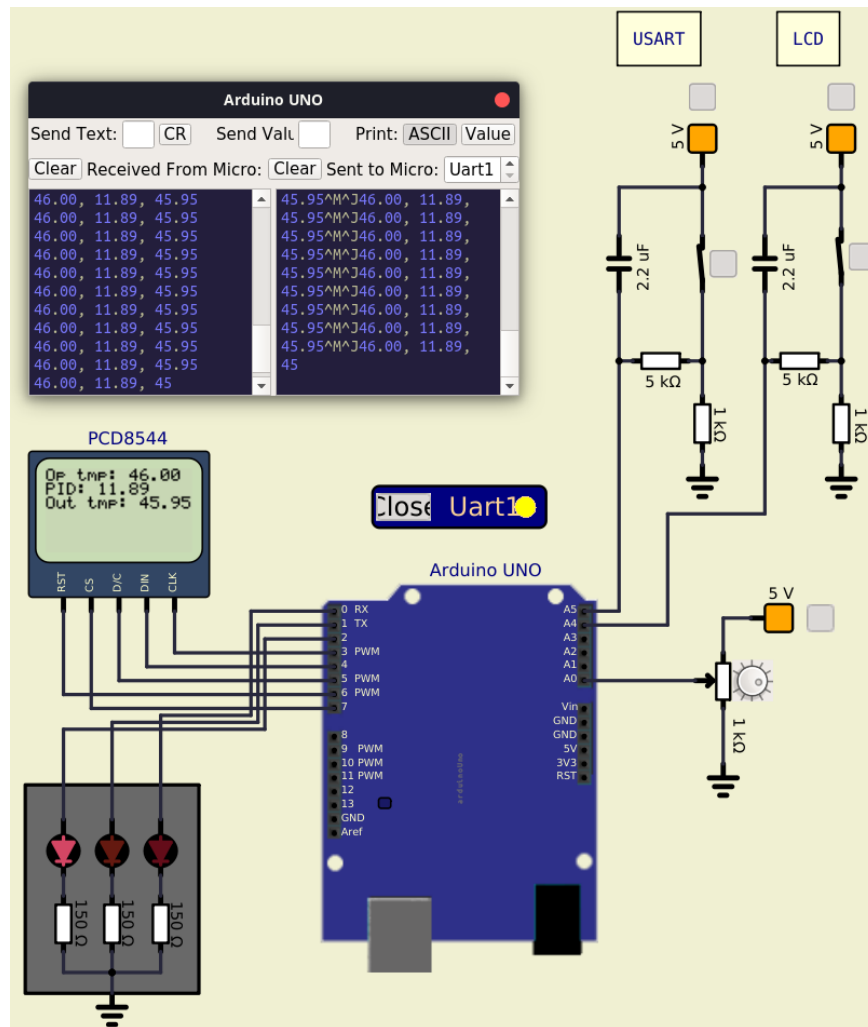 USART
LCD
Arduino UNO
Send Text: CR Send Valu Print: ASCII Value
Clear Received From Micro: Clear Sent to Micro: Uart1
46.00, 11.89, 45.95
46.00, 11.89, 45.95
46.00, 11.89, 45.95
46.00, 11.89, 45.95
46.00, 11.89, 45.95
46.00, 11.89, 45.95
46.00, 11.89, 45.95
46.00, 11.89, 45.95
46.00, 11.89, 45.95
46.00, 11.89, 45.95
46.00, 11.89, 45
45.95^M^J46.00, 11.89,
45.95^M^J46.00, 11.89,
45.95^M^J46.00, 11.89,
45.95^M^J46.00, 11.89,
45.95^M^J46.00, 11.89,
45.95^M^J46.00, 11.89,
45.95^M^J46.00, 11.89,
45.95^M^J46.00, 11.89,
45.95^M^J46.00, 11.89,
45
5 V
5 V
2.2 uF
2.2 uF
5 kΩ
5 kΩ
1 kΩ
1 kΩ
PCD8544
Op tmp: 46.00
PID: 11.89
Out tmp: 45.95
RST CS D/C DIN CLK
Close Uart1
Arduino UNO
0 RX
1 TX
2
3 PWM
4
5 PWM
6 PWM
7
8
9 PWM
10 PWM
11 PWM
12
13
GND
Aref
A5
A4
A3
A2
A1
A0
Vin
GND
GND
5V
3V3
RST
arduinoUno
5 V
1 kΩ
150 Ω
150 Ω
150 Ω